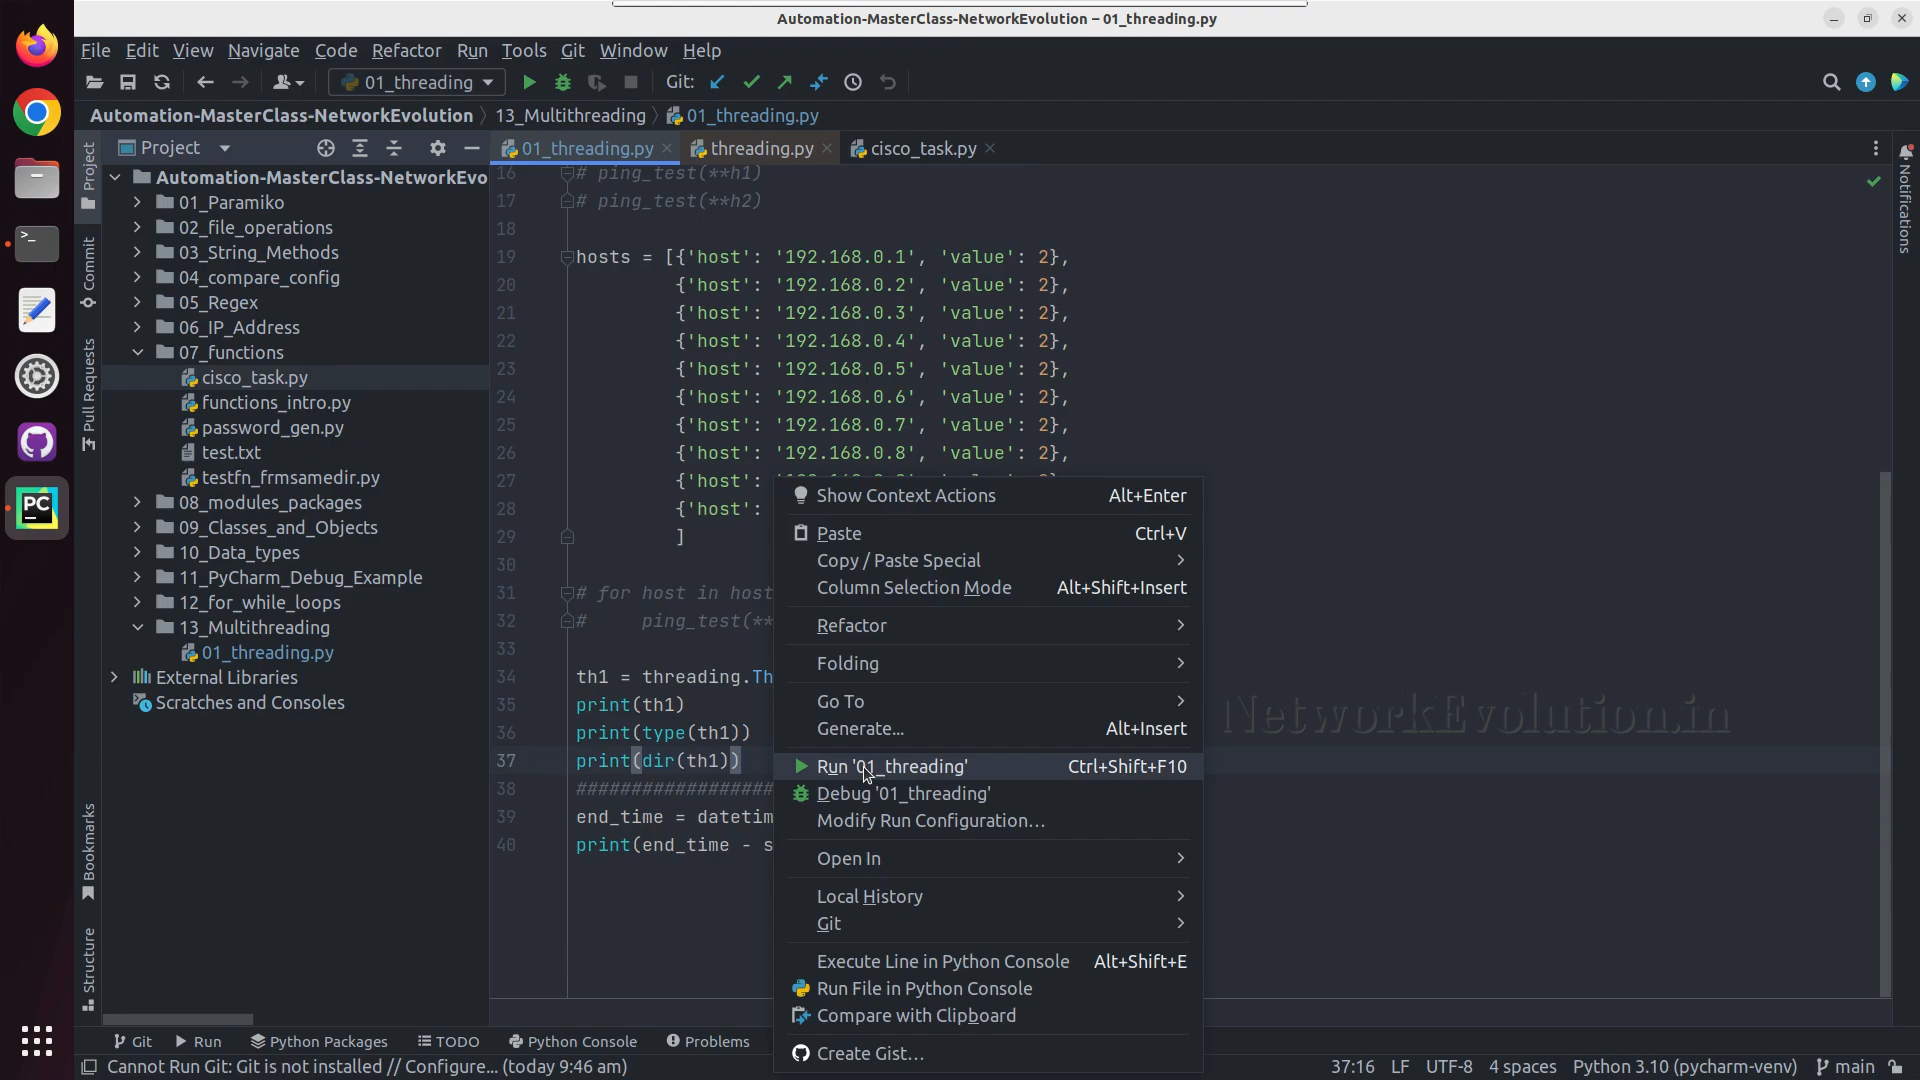 Automation-MasterClass-NetworkEvolution – 01_threading.py
File Edit View Navigate Code Refactor Run Tools Git Window Help
01_threading Git:
Automation-MasterClass-NetworkEvolution 13_Multithreading 01_threading.py
Project 01_threading.py threading.py cisco_task.py
Automation-MasterClass-NetworkEvo
01_Paramiko
02_file_operations
03_String_Methods
04_compare_config
05_Regex
06_IP_Address
07_functions
cisco_task.py
functions_intro.py
password_gen.py
test.txt
testfn_frmsamedir.py
08_modules_packages
09_Classes_and_Objects
10_Data_types
11_PyCharm_Debug_Example
12_for_while_loops
13_Multithreading
01_threading.py
External Libraries
Scratches and Consoles
Project
Commit
Pull Requests
Bookmarks
Structure
16 # ping_test(**h1)
17 # ping_test(**h2)
18
19 hosts = [{'host': '192.168.0.1', 'value': 2},
20 {'host': '192.168.0.2', 'value': 2},
21 {'host': '192.168.0.3', 'value': 2},
22 {'host': '192.168.0.4', 'value': 2},
23 {'host': '192.168.0.5', 'value': 2},
24 {'host': '192.168.0.6', 'value': 2},
25 {'host': '192.168.0.7', 'value': 2},
26 {'host': '192.168.0.8', 'value': 2},
27 {'host':
28 {'host':
29 ]
30
31 # for host in host
32 # ping_test(**
33
34 th1 = threading.Th
35 print(th1)
36 print(type(th1))
37 print(dir(th1))
38 ##################
39 end_time = datetim
40 print(end_time - s
Show Context Actions Alt+Enter
Paste Ctrl+V
Copy / Paste Special
Column Selection Mode Alt+Shift+Insert
Refactor
Folding
Go To
Generate... Alt+Insert
Run '01_threading' Ctrl+Shift+F10
Debug '01_threading'
Modify Run Configuration...
Open In
Local History
Git
Execute Line in Python Console Alt+Shift+E
Run File in Python Console
Compare with Clipboard
Create Gist...
NetworkEvolution.in
Notifications
Git Run Python Packages TODO Python Console Problems
Cannot Run Git: Git is not installed // Configure... (today 9:46 am) 37:16 LF UTF-8 4 spaces Python 3.10 (pycharm-venv) main